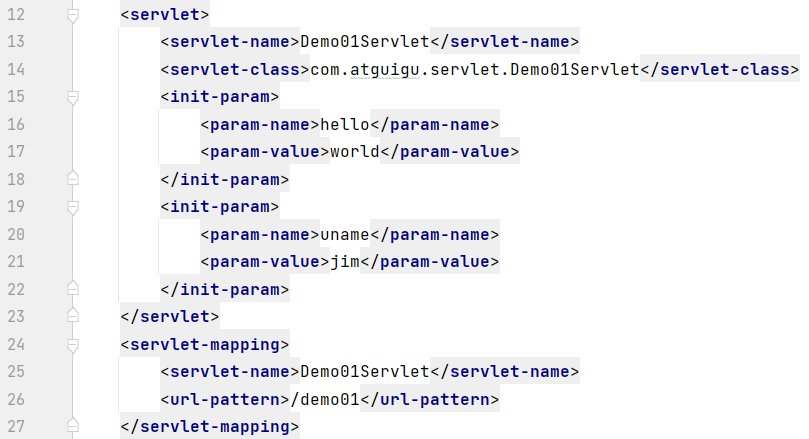 12 <servlet>
13 <servlet-name>Demo01Servlet</servlet-name>
14 <servlet-class>com.atguigu.servlet.Demo01Servlet</servlet-class>
15 <init-param>
16 <param-name>hello</param-name>
17 <param-value>world</param-value>
18 </init-param>
19 <init-param>
20 <param-name>uname</param-name>
21 <param-value>jim</param-value>
22 </init-param>
23 </servlet>
24 <servlet-mapping>
25 <servlet-name>Demo01Servlet</servlet-name>
26 <url-pattern>/demo01</url-pattern>
27 </servlet-mapping>